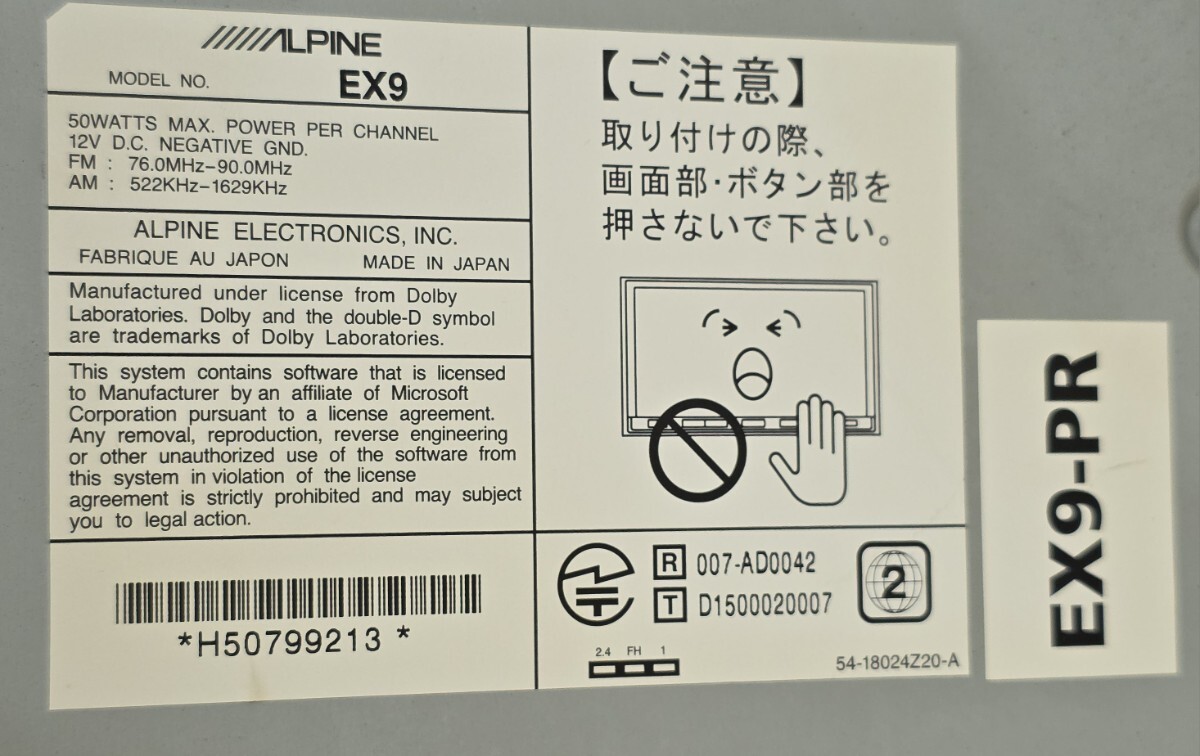 ALPINE
MODEL NO. EX9
50WATTS MAX. POWER PER CHANNEL
12V D.C. NEGATIVE GND.
FM : 76.0MHz–90.0MHz
AM : 522KHz–1629KHz
ALPINE ELECTRONICS, INC.
FABRIQUE AU JAPON MADE IN JAPAN
Manufactured under license from Dolby
Laboratories. Dolby and the double-D symbol
are trademarks of Dolby Laboratories.
This system contains software that is licensed
to Manufacturer by an affiliate of Microsoft
Corporation pursuant to a license agreement.
Any removal, reproduction, reverse engineering
or other unauthorized use of the software from
this system in violation of the license
agreement is strictly prohibited and may subject
you to legal action.
*H50799213*
【ご注意】
取り付けの際、
画面部・ボタン部を
押さないで下さい。
R 007-AD0042
T D1500020007
2
2.4 FH 1
54-18024Z20-A
EX9-PR